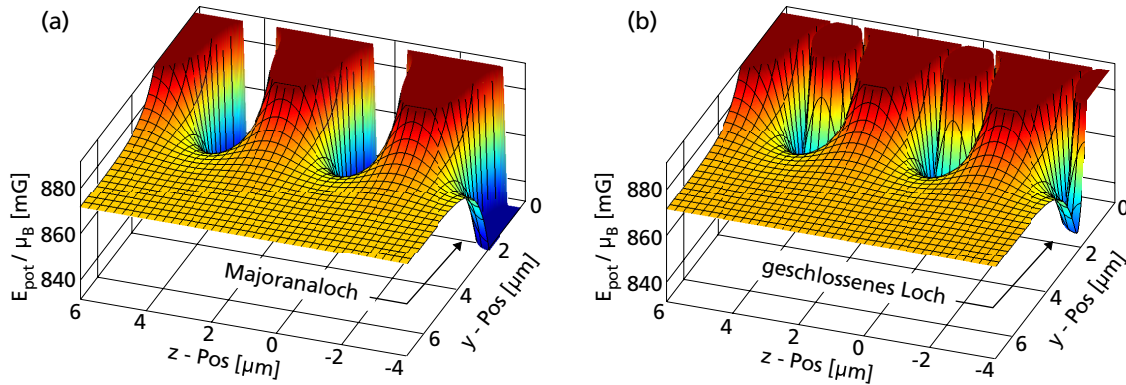 (a)
880
860
840
E_pot / μ_B [mG]
Majoranaloch
6
4
2
0
-2
-4
z - Pos [μm]
0
2
4
6
y - Pos [μm]
(b)
880
860
840
E_pot / μ_B [mG]
geschlossenes Loch
6
4
2
0
-2
-4
z - Pos [μm]
0
2
4
6
y - Pos [μm]